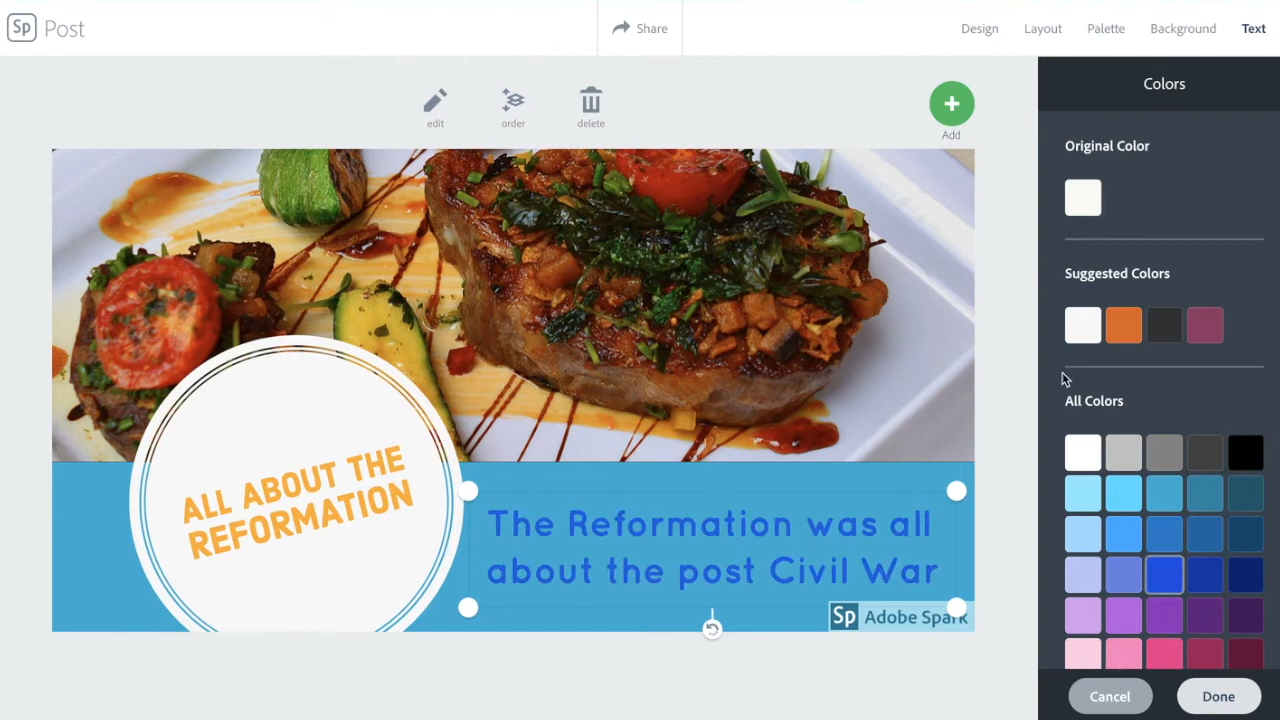 Sp Post
Share
Design Layout Palette Background Text
Colors
edit order delete
Add
Original Color
Suggested Colors
All Colors
ALL ABOUT THE
REFORMATION
The Reformation was all
about the post Civil War
Sp Adobe Spark
Cancel Done